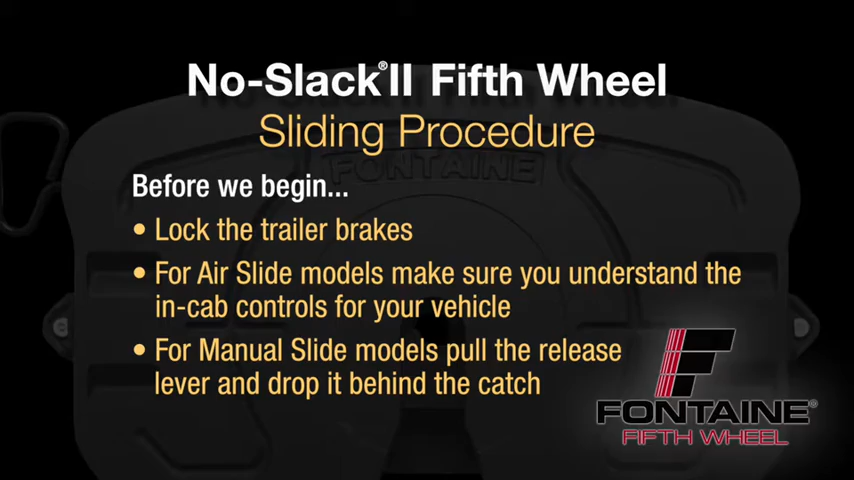 No-Slack®II Fifth Wheel
Sliding Procedure
FONTAINE
Before we begin...
• Lock the trailer brakes
• For Air Slide models make sure you understand the
in-cab controls for your vehicle
• For Manual Slide models pull the release
lever and drop it behind the catch
FONTAINE®
FIFTH WHEEL